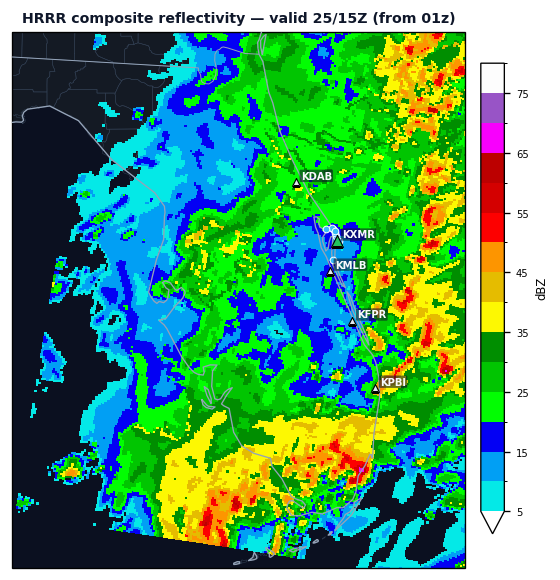 HRRR composite reflectivity — valid 25/15Z (from 01z)
75
65
KDAB
55
KXMR
KMLB
45
dBZ
KFPR
35
KPBI
25
15
5